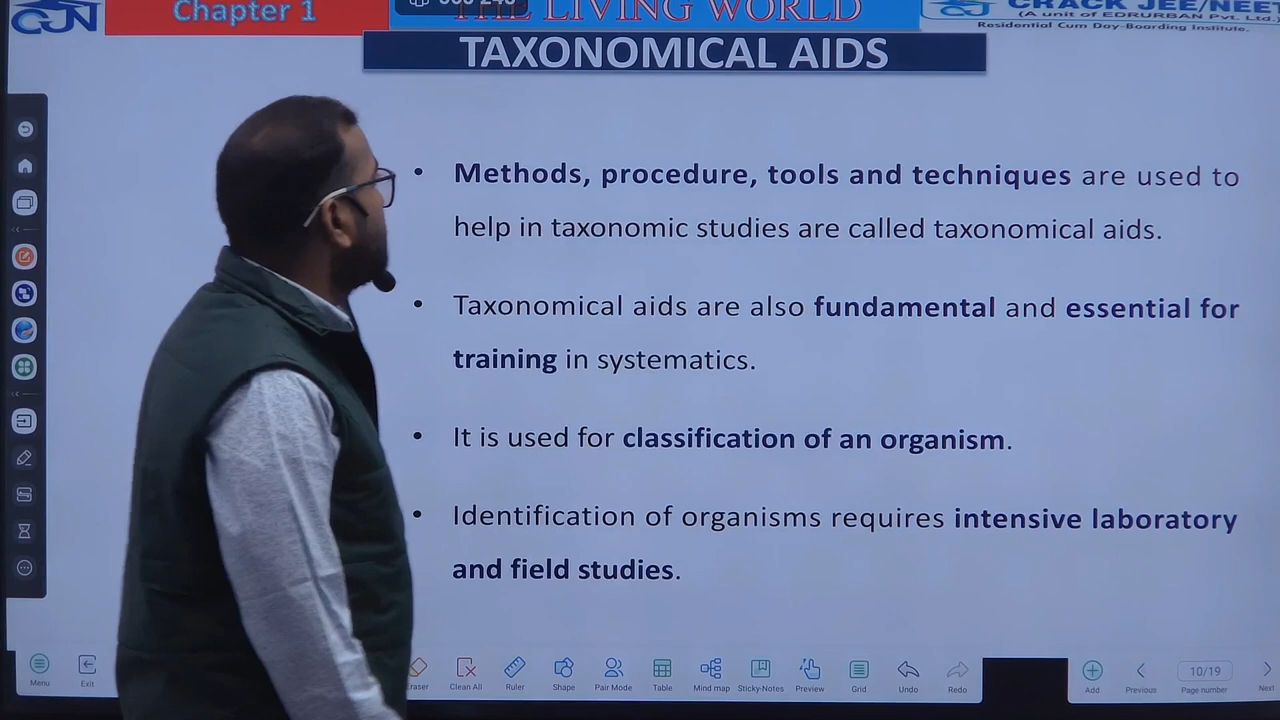 Chapter 1
THE LIVING WORLD
CRACK JEE/NEET
(A unit of EDRURBAN Pvt. Ltd.)
Residential Cum Day-Boarding Institute.
TAXONOMICAL AIDS
• Methods, procedure, tools and techniques are used to
help in taxonomic studies are called taxonomical aids.
• Taxonomical aids are also fundamental and essential for
training in systematics.
• It is used for classification of an organism.
• Identification of organisms requires intensive laboratory
and field studies.
Menu Exit Eraser Clean All Ruler Shape Pair Mode Table Mind map Sticky-Notes Preview Grid Undo Redo Add Previous 10/19 Page number Next